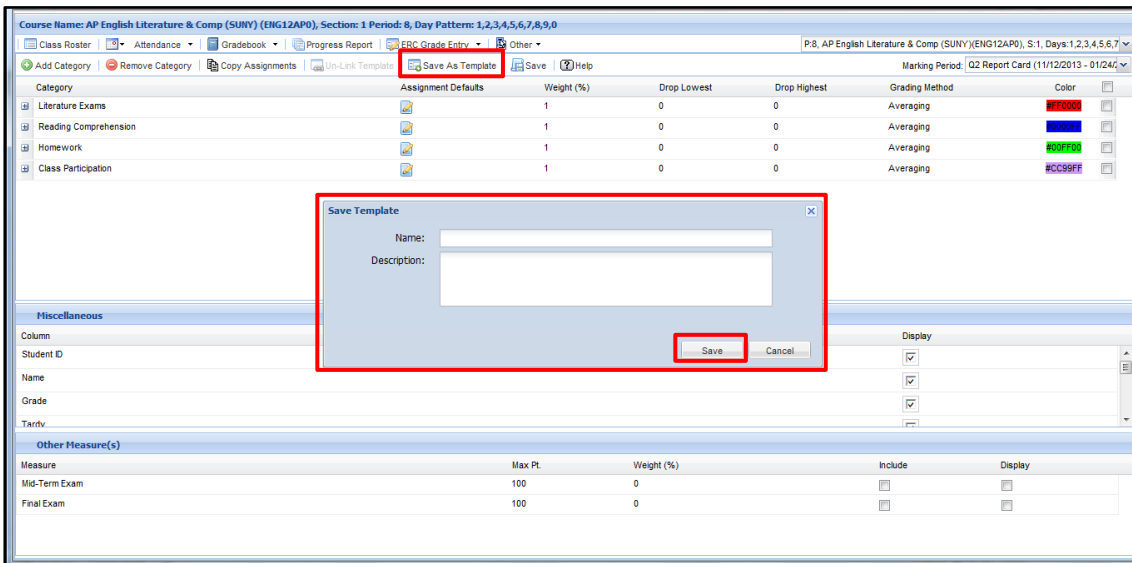 Course Name: AP English Literature & Comp (SUNY) (ENG12AP0), Section: 1 Period: 8, Day Pattern: 1,2,3,4,5,6,7,8,9,0
Class Roster Attendance Gradebook Progress Report ERC Grade Entry Other P:8, AP English Literature & Comp (SUNY)(ENG12AP0), S:1, Days:1,2,3,4,5,6,7
Add Category Remove Category Copy Assignments Un-Link Template Save As Template Save Help Marking Period: Q2 Report Card (11/12/2013 - 01/24/2
Category Assignment Defaults Weight (%) Drop Lowest Drop Highest Grading Method Color
Literature Exams 1 0 0 Averaging #FF0000
Reading Comprehension 1 0 0 Averaging
Homework 1 0 0 Averaging #00FF00
Class Participation 1 0 0 Averaging #CC99FF
Save Template
Name:
Description:
Save Cancel
Miscellaneous
Column Display
Student ID
Name
Grade
Tardy
Other Measure(s)
Measure Max Pt. Weight (%) Include Display
Mid-Term Exam 100 0
Final Exam 100 0